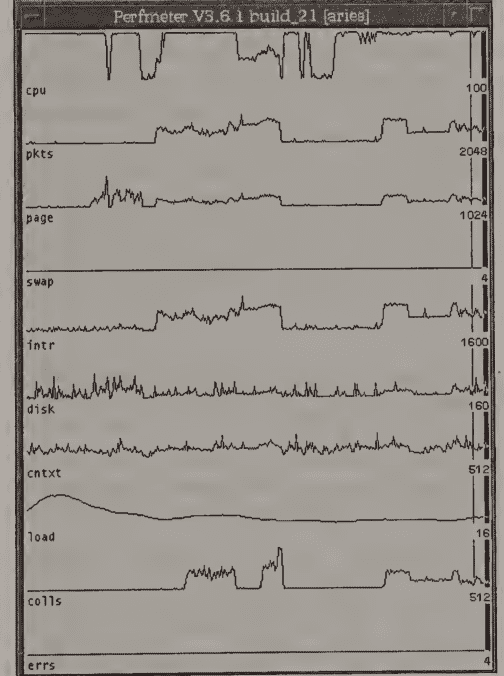 Perfmeter V3.6.1 build_21 [aries]
cpu 100
pkts 2048
page 1024
swap 4
intr 1600
disk 160
cntxt 512
load 16
colls 512
errs 4